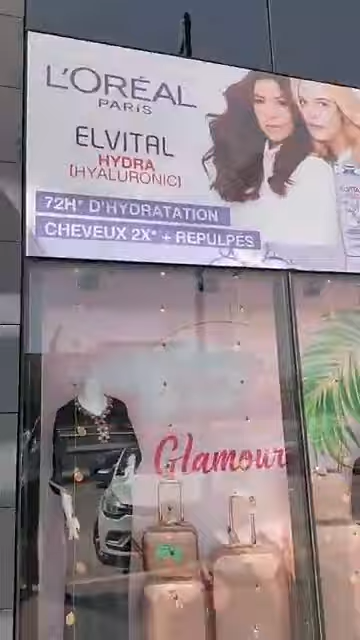 L'ORÉAL
PARIS
ELVITAL
HYDRA
[HYALURONIC]
72H* D'HYDRATATION
CHEVEUX 2X* + REPULPÉS
Glamour